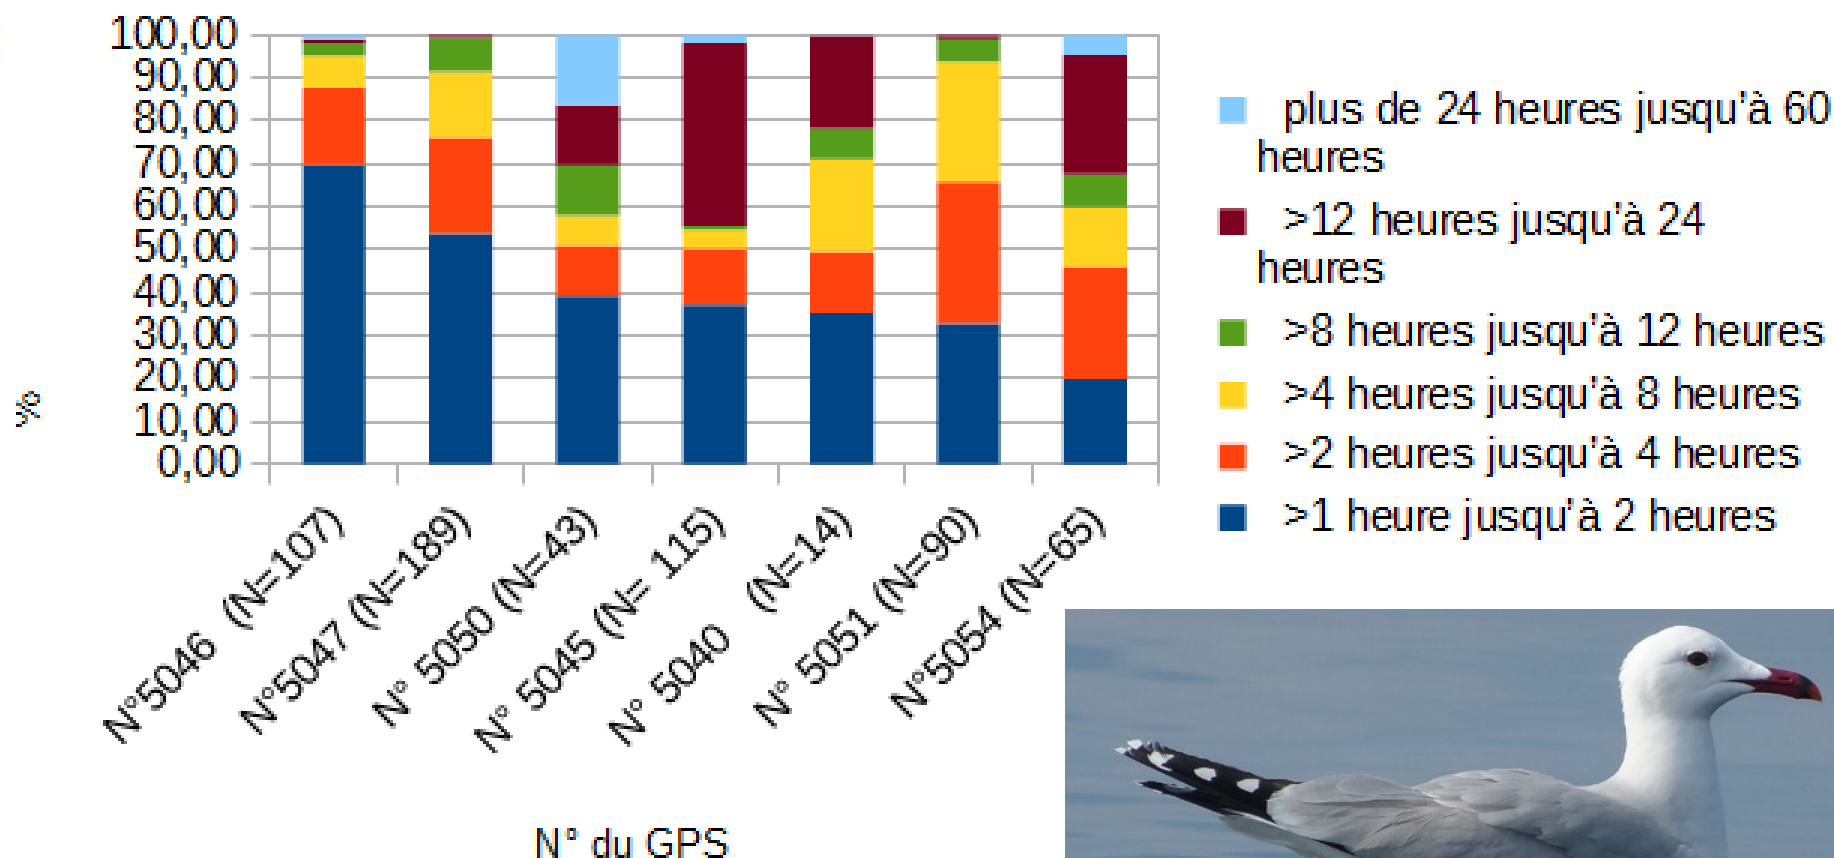 100,00
90,00
80,00
70,00
60,00
50,00
40,00
30,00
20,00
10,00
0,00
%
N°5046 (N=107)
N°5047 (N=189)
N° 5050 (N=43)
N° 5045 (N= 115)
N° 5040 (N=14)
N° 5051 (N=90)
N°5054 (N=65)
N° du GPS
plus de 24 heures jusqu'à 60
heures
>12 heures jusqu'à 24
heures
>8 heures jusqu'à 12 heures
>4 heures jusqu'à 8 heures
>2 heures jusqu'à 4 heures
>1 heure jusqu'à 2 heures